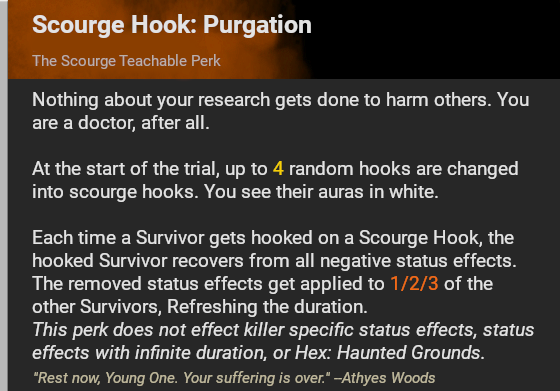 Scourge Hook: Purgation
The Scourge Teachable Perk
Nothing about your research gets done to harm others. You
are a doctor, after all.
At the start of the trial, up to 4 random hooks are changed
into scourge hooks. You see their auras in white.
Each time a Survivor gets hooked on a Scourge Hook, the
hooked Survivor recovers from all negative status effects.
The removed status effects get applied to 1/2/3 of the
other Survivors, Refreshing the duration.
This perk does not effect killer specific status effects, status
effects with infinite duration, or Hex: Haunted Grounds.
"Rest now, Young One. Your suffering is over." --Athyes Woods